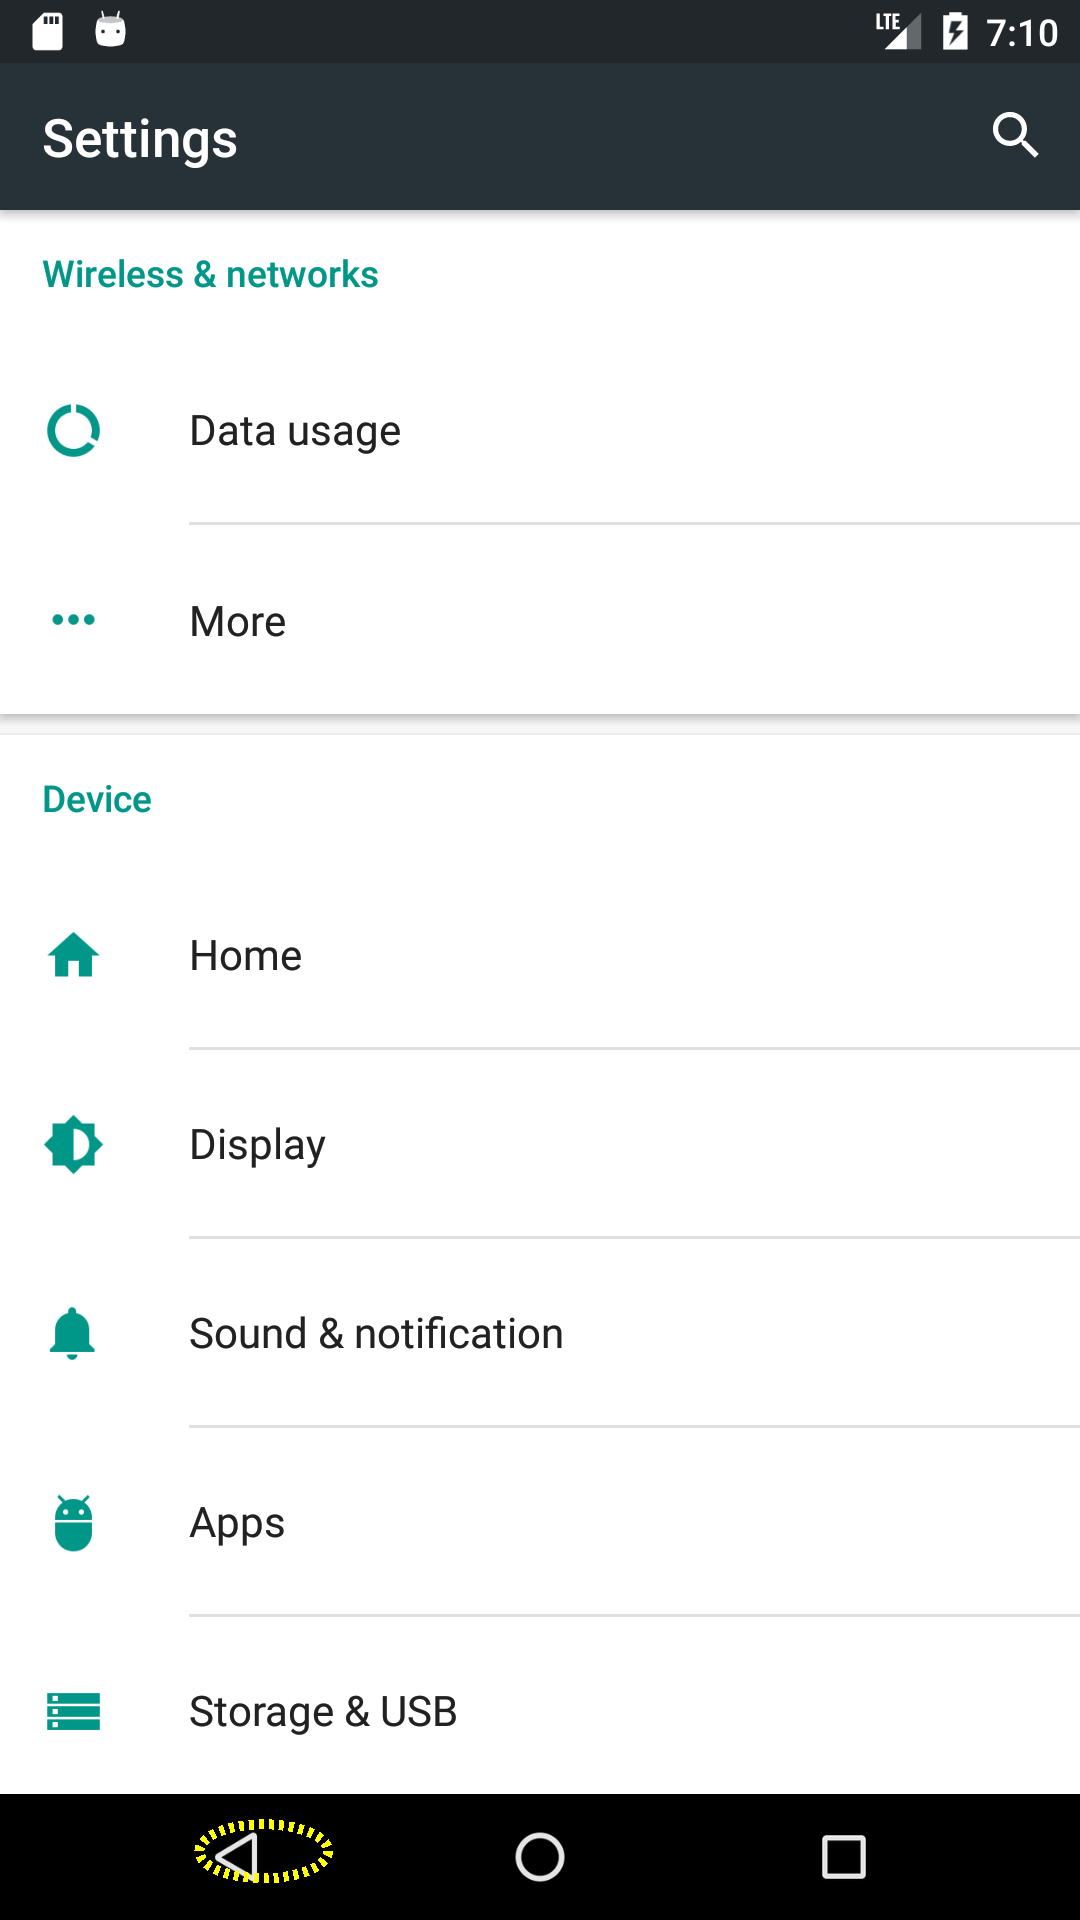 LTE 7:10
Settings
Wireless & networks
Data usage
More
Device
Home
Display
Sound & notification
Apps
Storage & USB